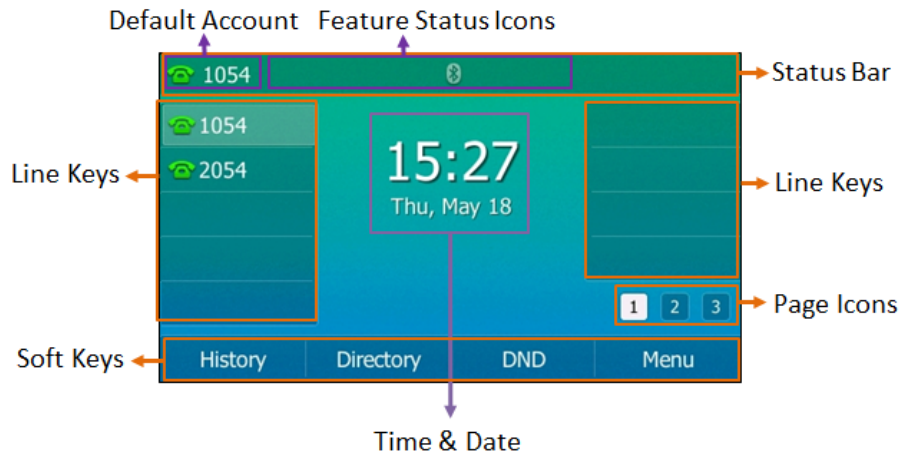 Default Account Feature Status Icons
1054
Status Bar
1054
2054
Line Keys
15:27
Thu, May 18
Line Keys
1 2 3
Page Icons
Soft Keys
History Directory DND Menu
Time & Date